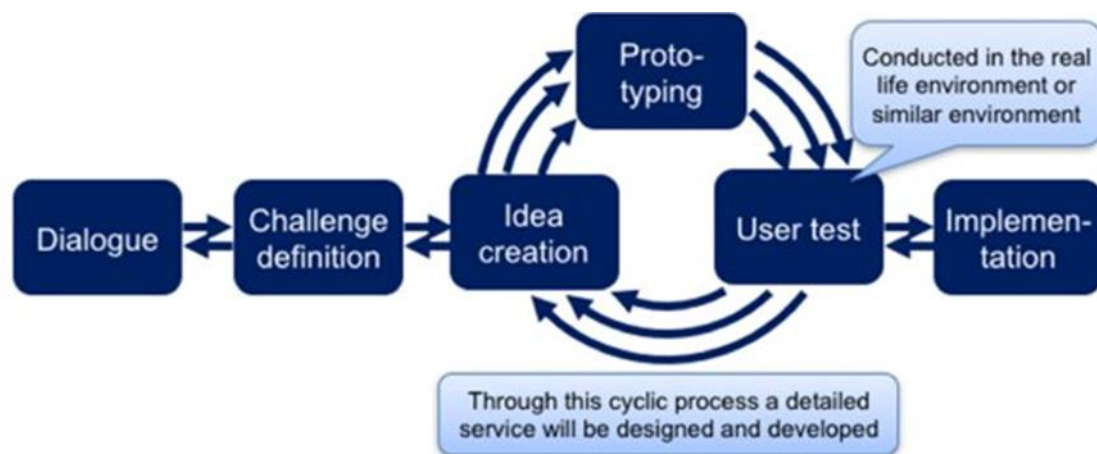 Proto-
typing
Conducted in the real
life environment or
similar environment
Dialogue
Challenge
definition
Idea
creation
User test
Implemen-
tation
Through this cyclic process a detailed
service will be designed and developed